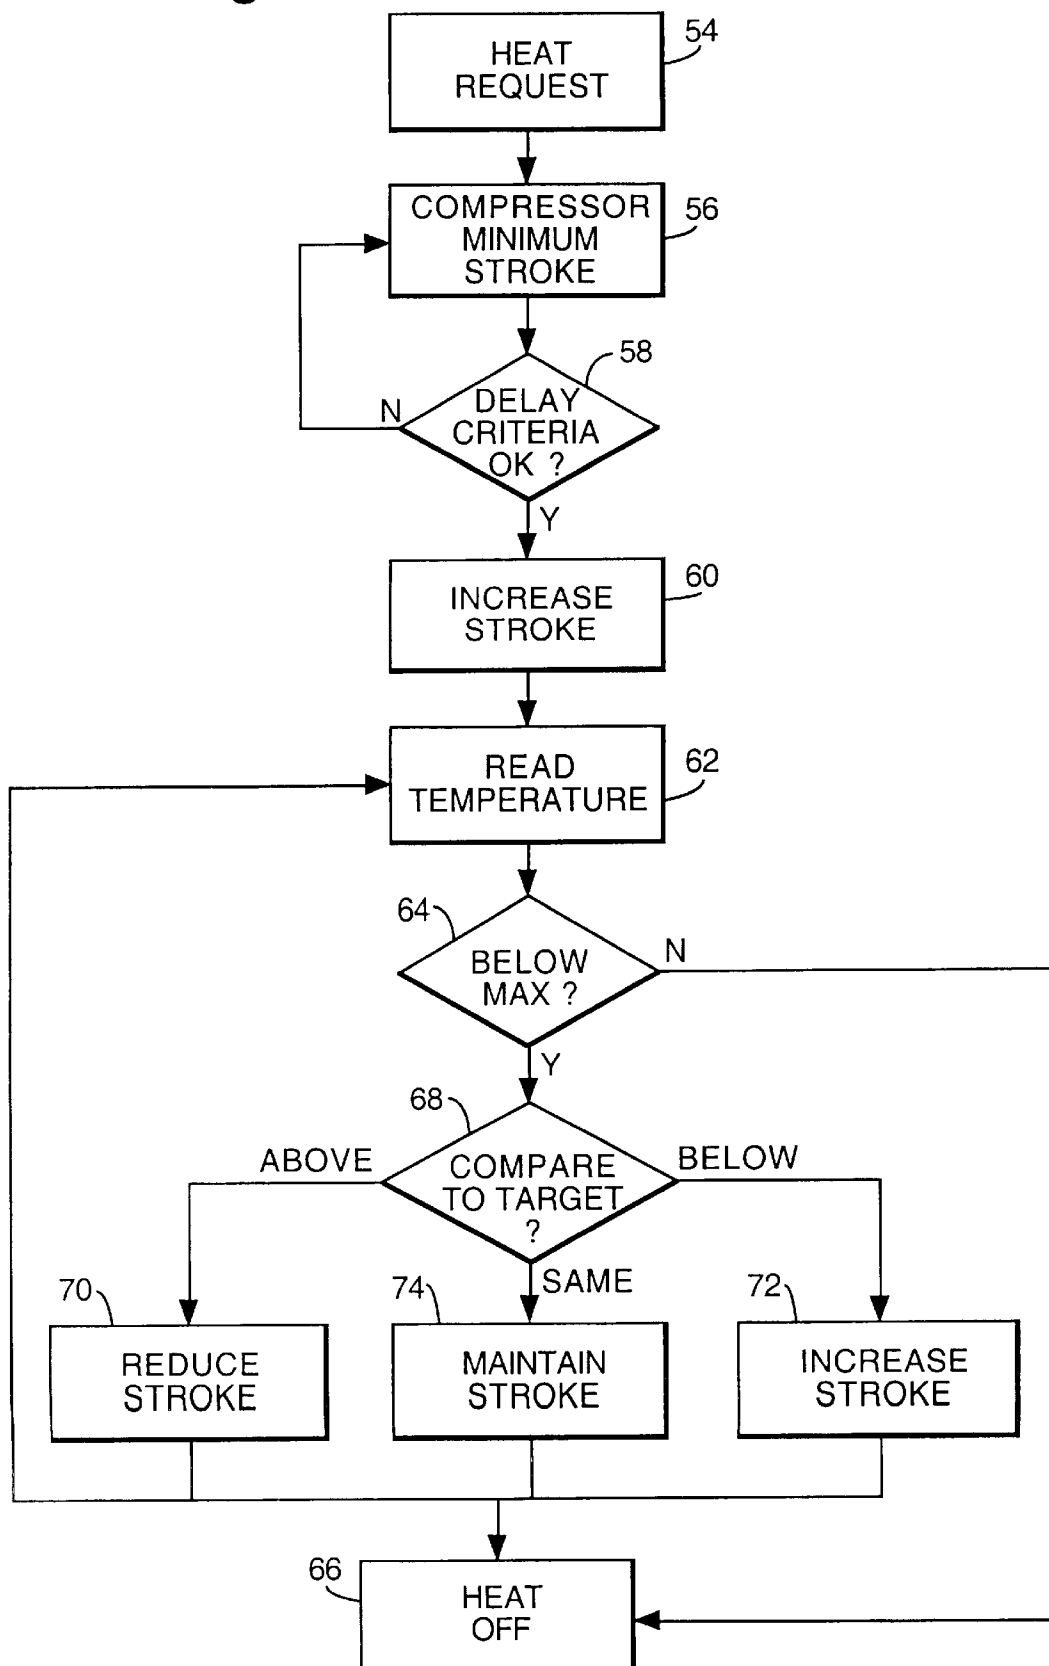 HEAT
REQUEST
54
COMPRESSOR
MINIMUM
STROKE
56
58
DELAY
CRITERIA
OK ?
N
Y
INCREASE
STROKE
60
READ
TEMPERATURE
62
64
BELOW
MAX ?
N
Y
68
COMPARE
TO TARGET
?
ABOVE
BELOW
SAME
70
REDUCE
STROKE
74
MAINTAIN
STROKE
72
INCREASE
STROKE
66
HEAT
OFF